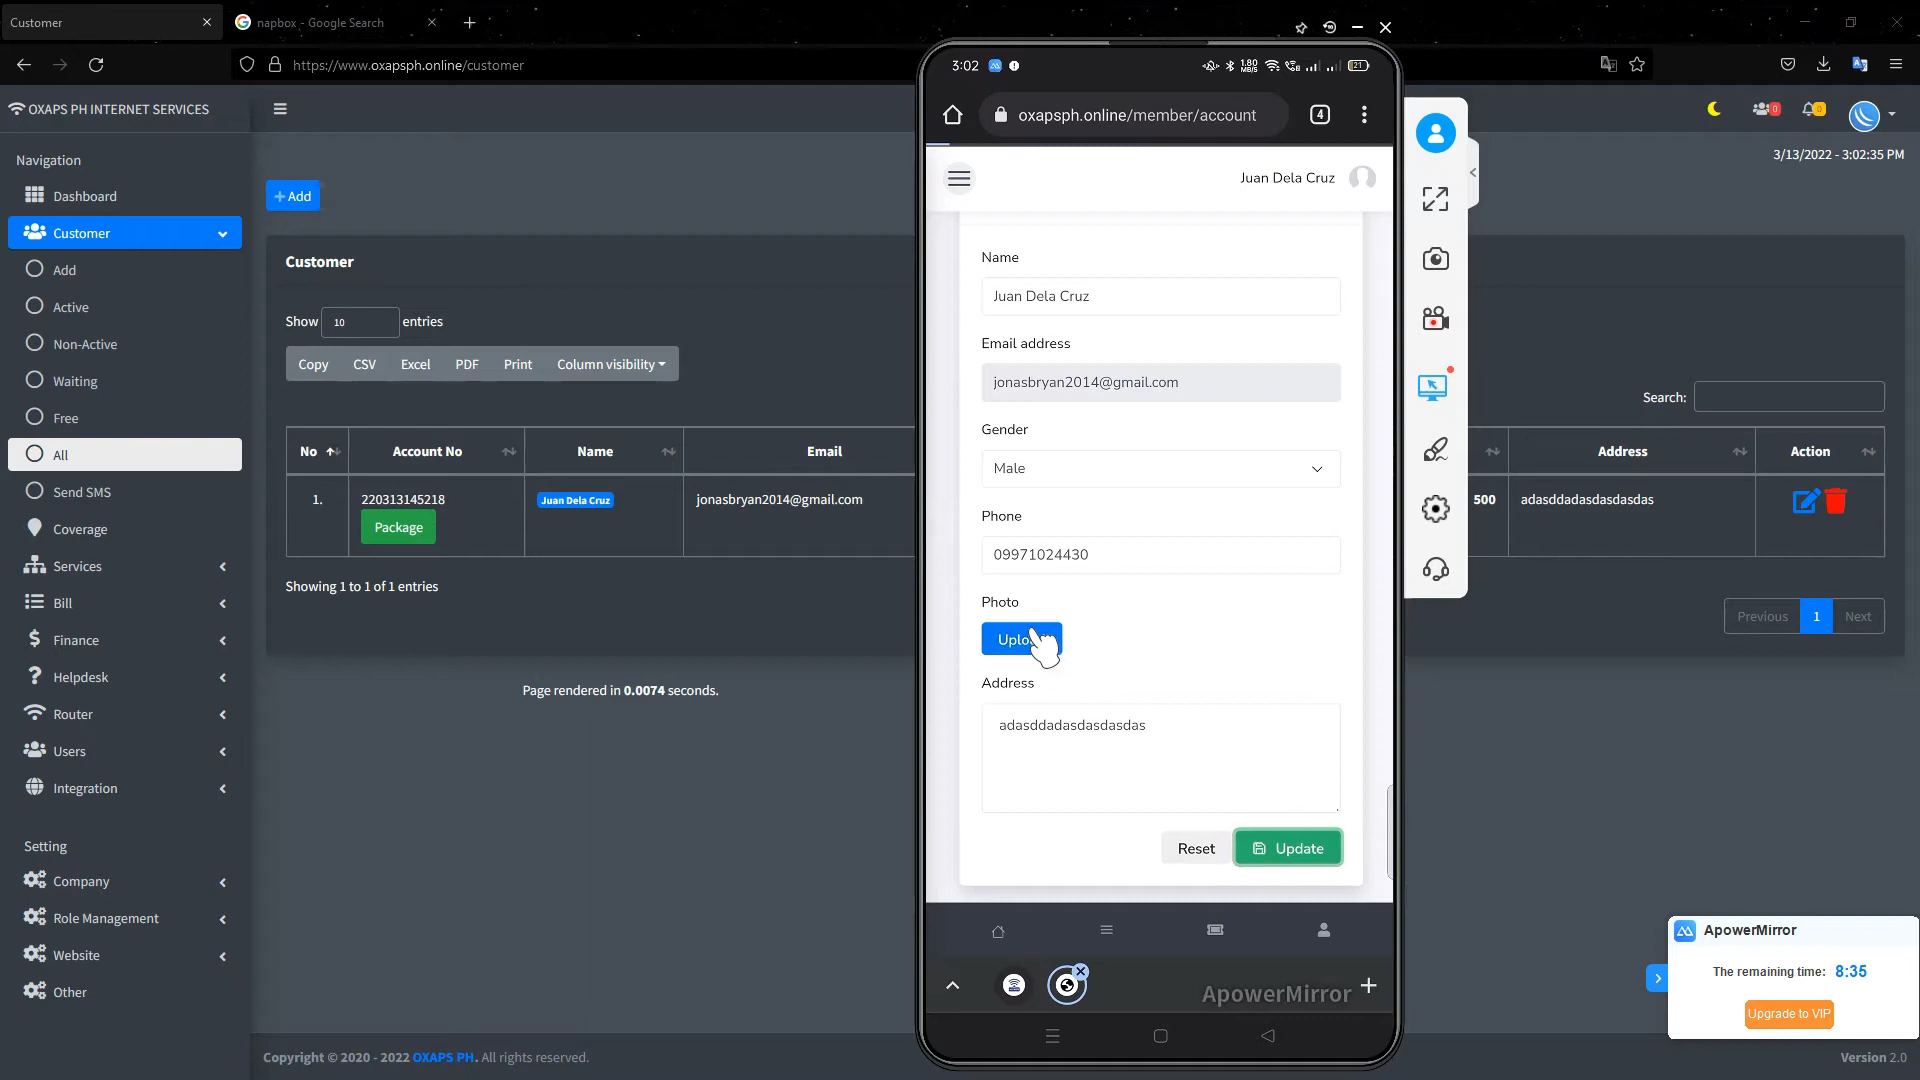 Customer
napbox - Google Search
https://www.oxapsph.online/customer
OXAPS PH INTERNET SERVICES
0
0
3/13/2022 - 3:02:35 PM
Navigation
Dashboard
Customer
Add
Active
Non-Active
Waiting
Free
All
Send SMS
Coverage
Services
Bill
Finance
Helpdesk
Router
Users
Integration
Setting
Company
Role Management
Website
Other
Add
Customer
Show 10 entries
Copy CSV Excel PDF Print Column visibility
Search:
No Account No Name Email Address Action
1. 220313145218 Juan Dela Cruz jonasbryan2014@gmail.com 500 adasddadasdasdasdas
Package
Showing 1 to 1 of 1 entries
Previous 1 Next
Page rendered in 0.0074 seconds.
Copyright © 2020 - 2022 OXAPS PH. All rights reserved.
Version 2.0
3:02
1.80 MB/S
21
oxapsph.online/member/account
4
Juan Dela Cruz
Name
Juan Dela Cruz
Email address
jonasbryan2014@gmail.com
Gender
Male
Phone
09971024430
Photo
Address
adasddadasdasdasdas
Reset
Update
ApowerMirror
ApowerMirror
The remaining time: 8:35
Upgrade to VIP